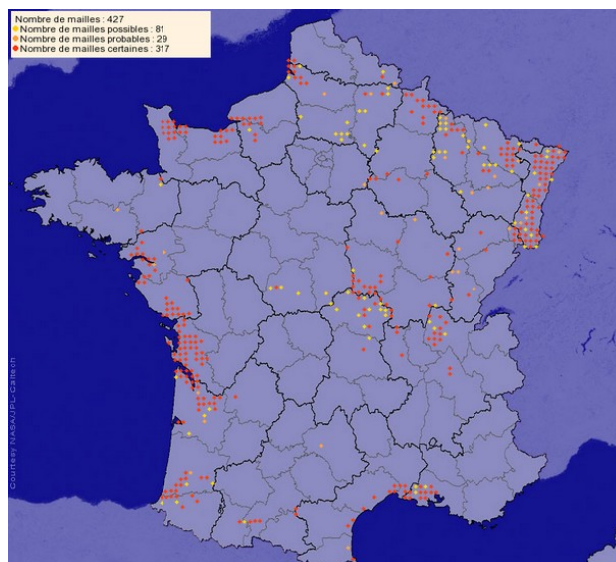 Nombre de mailles : 427
Nombre de mailles possibles : 81
Nombre de mailles probables : 29
Nombre de mailles certaines : 317
Courtesy NASA/JPL-Caltech